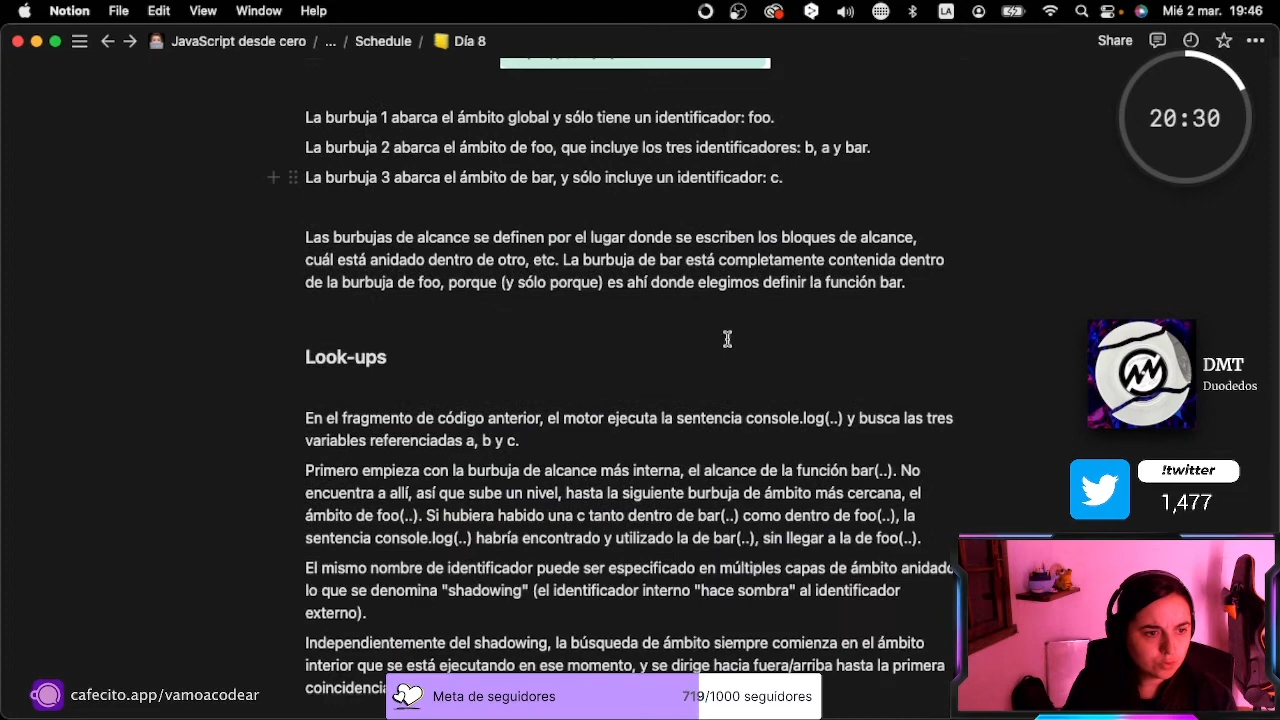 Notion File Edit View Window Help LA Mié 2 mar. 19:46
JavaScript desde cero / ... / Schedule / Día 8 Share
20:30
La burbuja 1 abarca el ámbito global y sólo tiene un identificador: foo.
La burbuja 2 abarca el ámbito de foo, que incluye los tres identificadores: b, a y bar.
La burbuja 3 abarca el ámbito de bar, y sólo incluye un identificador: c.
Las burbujas de alcance se definen por el lugar donde se escriben los bloques de alcance,
cuál está anidado dentro de otro, etc. La burbuja de bar está completamente contenida dentro
de la burbuja de foo, porque (y sólo porque) es ahí donde elegimos definir la función bar.
Look-ups
En el fragmento de código anterior, el motor ejecuta la sentencia console.log(..) y busca las tres
variables referenciadas a, b y c.
Primero empieza con la burbuja de alcance más interna, el alcance de la función bar(..). No
encuentra a allí, así que sube un nivel, hasta la siguiente burbuja de ámbito más cercana, el
ámbito de foo(..). Si hubiera habido una c tanto dentro de bar(..) como dentro de foo(..), la
sentencia console.log(..) habría encontrado y utilizado la de bar(..), sin llegar a la de foo(..).
El mismo nombre de identificador puede ser especificado en múltiples capas de ámbito anidado
lo que se denomina "shadowing" (el identificador interno "hace sombra" al identificador
externo).
Independientemente del shadowing, la búsqueda de ámbito siempre comienza en el ámbito
interior que se está ejecutando en ese momento, y se dirige hacia fuera/arriba hasta la primera
coincidencia
DMT
Duodedos
!twitter
1,477
cafecito.app/vamoacodear
Meta de seguidores 719/1000 seguidores